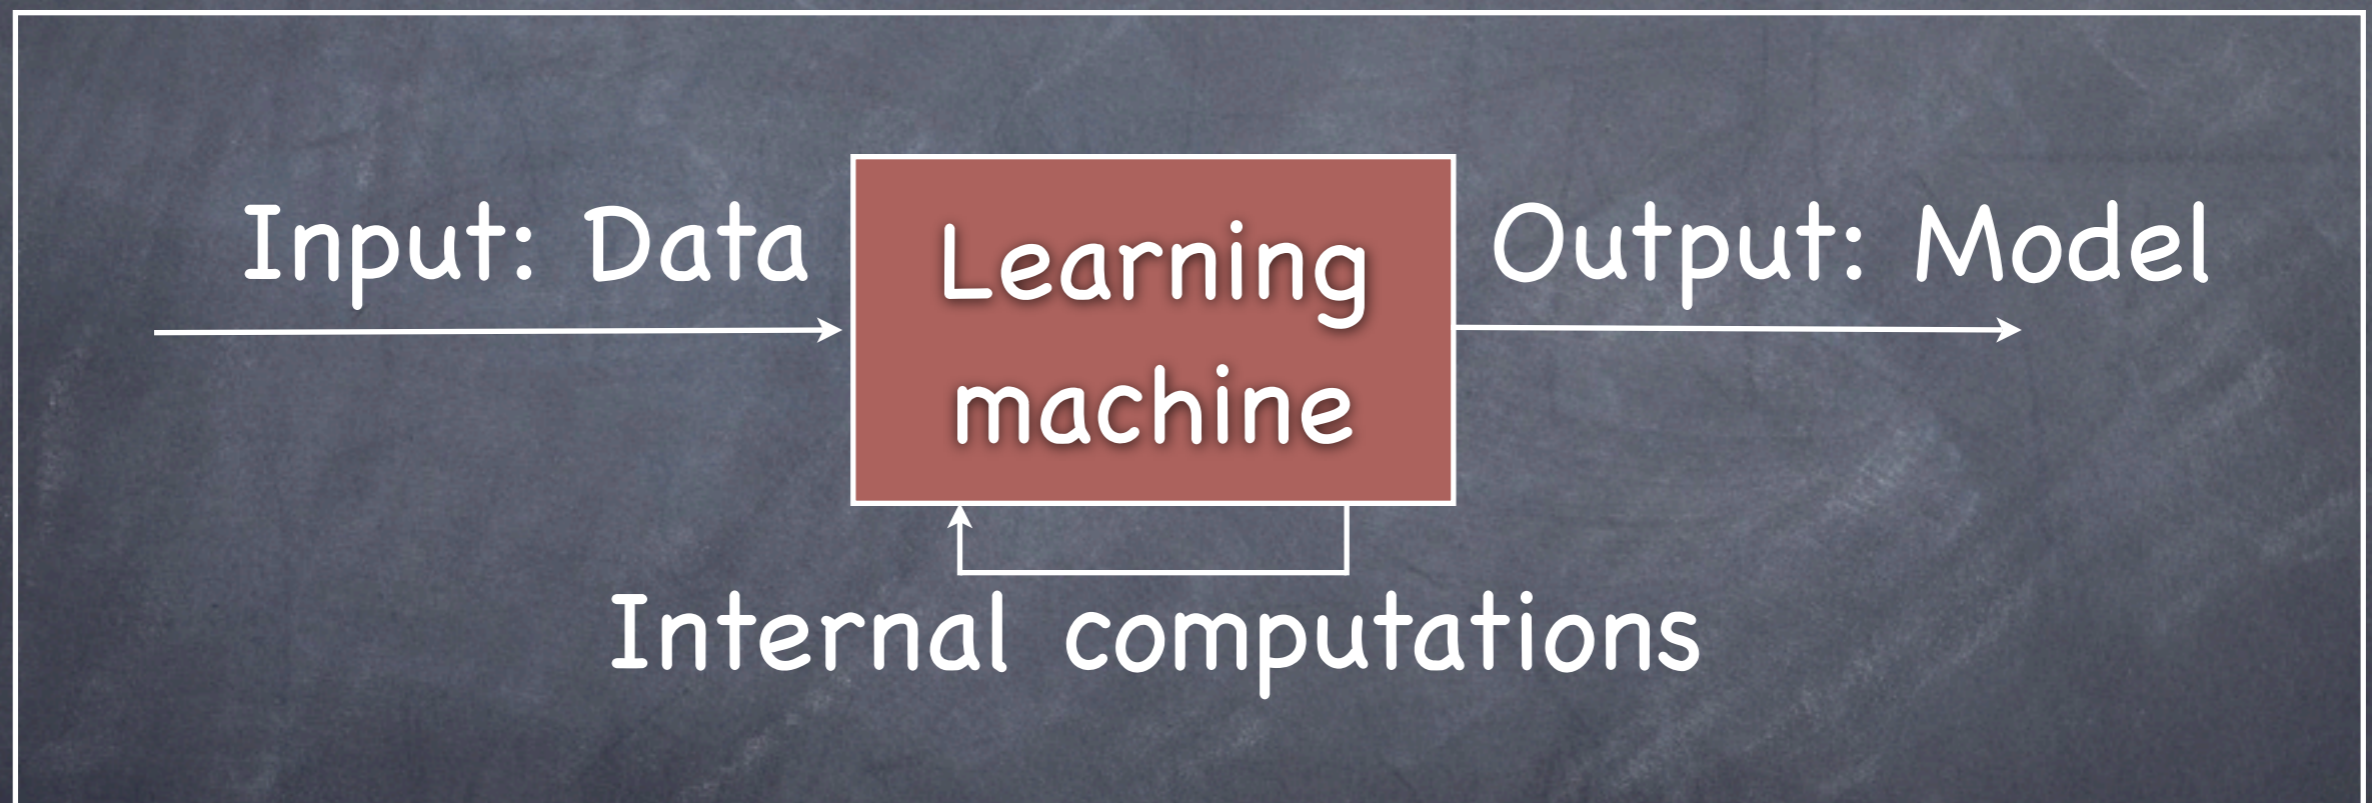 Input: Data
Learning
machine
Output: Model
Internal computations